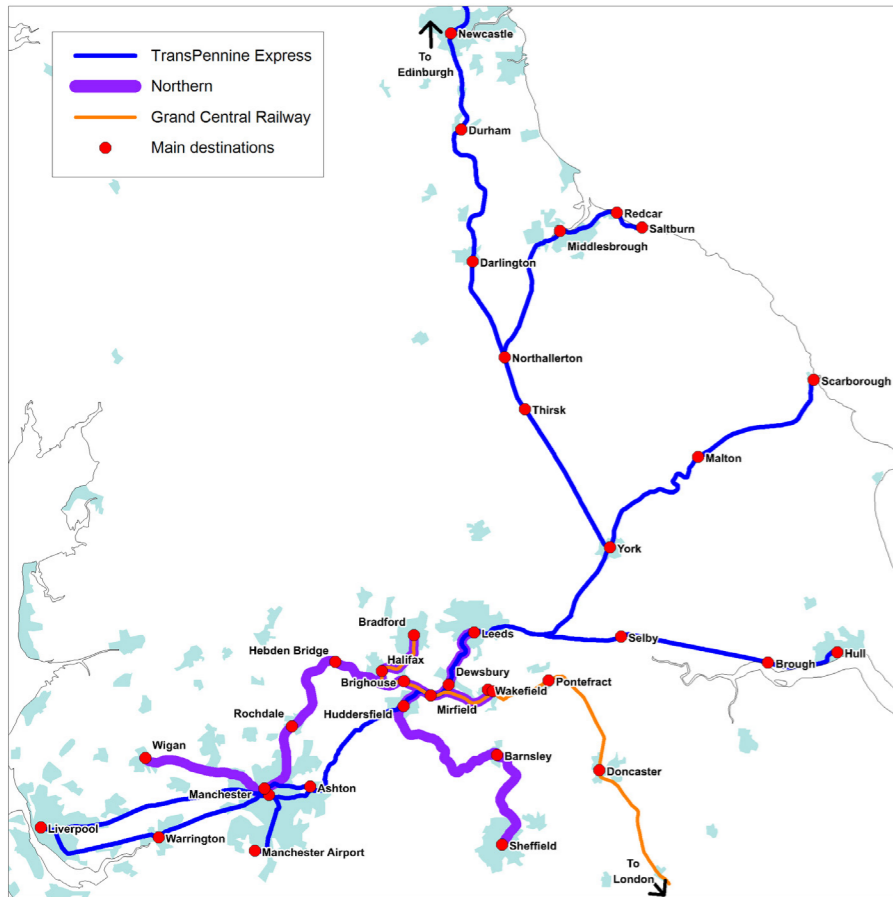 TransPennine Express
Northern
Grand Central Railway
Main destinations
Newcastle
To
Edinburgh
Durham
Redcar
Saltburn
Middlesbrough
Darlington
Northallerton
Scarborough
Thirsk
Malton
York
Bradford
Leeds
Selby
Hebden Bridge
Halifax
Hull
Brough
Dewsbury
Brighouse
Wakefield
Pontefract
Mirfield
Huddersfield
Rochdale
Wigan
Barnsley
Doncaster
Ashton
Manchester
Liverpool
Warrington
Manchester Airport
Sheffield
To
London